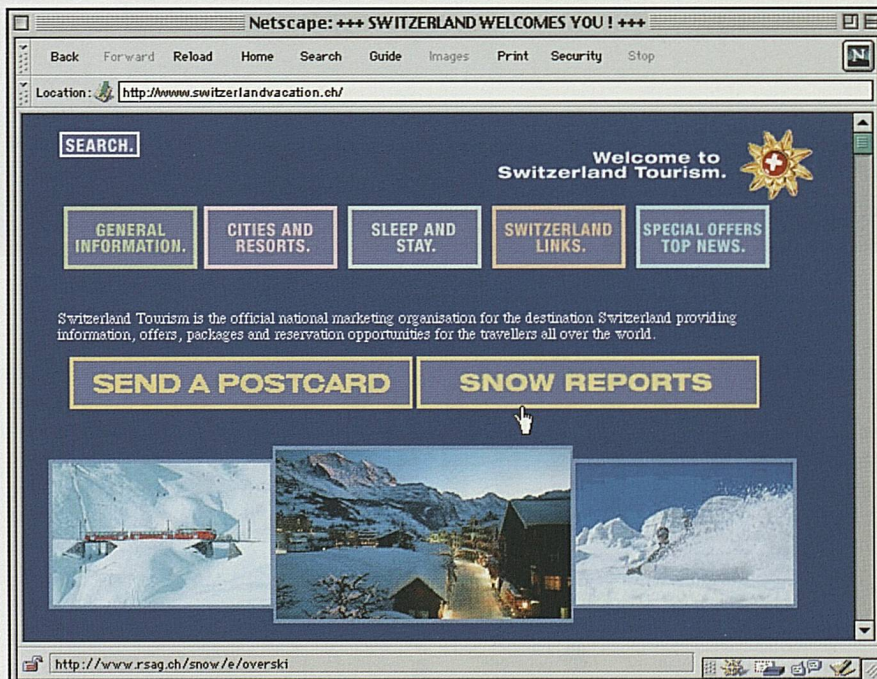 Netscape: +++ SWITZERLAND WELCOMES YOU ! +++
Back Forward Reload Home Search Guide Images Print Security Stop
N
Location: http://www.switzerlandvacation.ch/
SEARCH.
Welcome to
Switzerland Tourism.
GENERAL
INFORMATION.
CITIES AND
RESORTS.
SLEEP AND
STAY.
SWITZERLAND
LINKS.
SPECIAL OFFERS
TOP NEWS.
Switzerland Tourism is the official national marketing organisation for the destination Switzerland providing
information, offers, packages and reservation opportunities for the travellers all over the world.
SEND A POSTCARD
SNOW REPORTS
http://www.rsag.ch/snow/e/overski